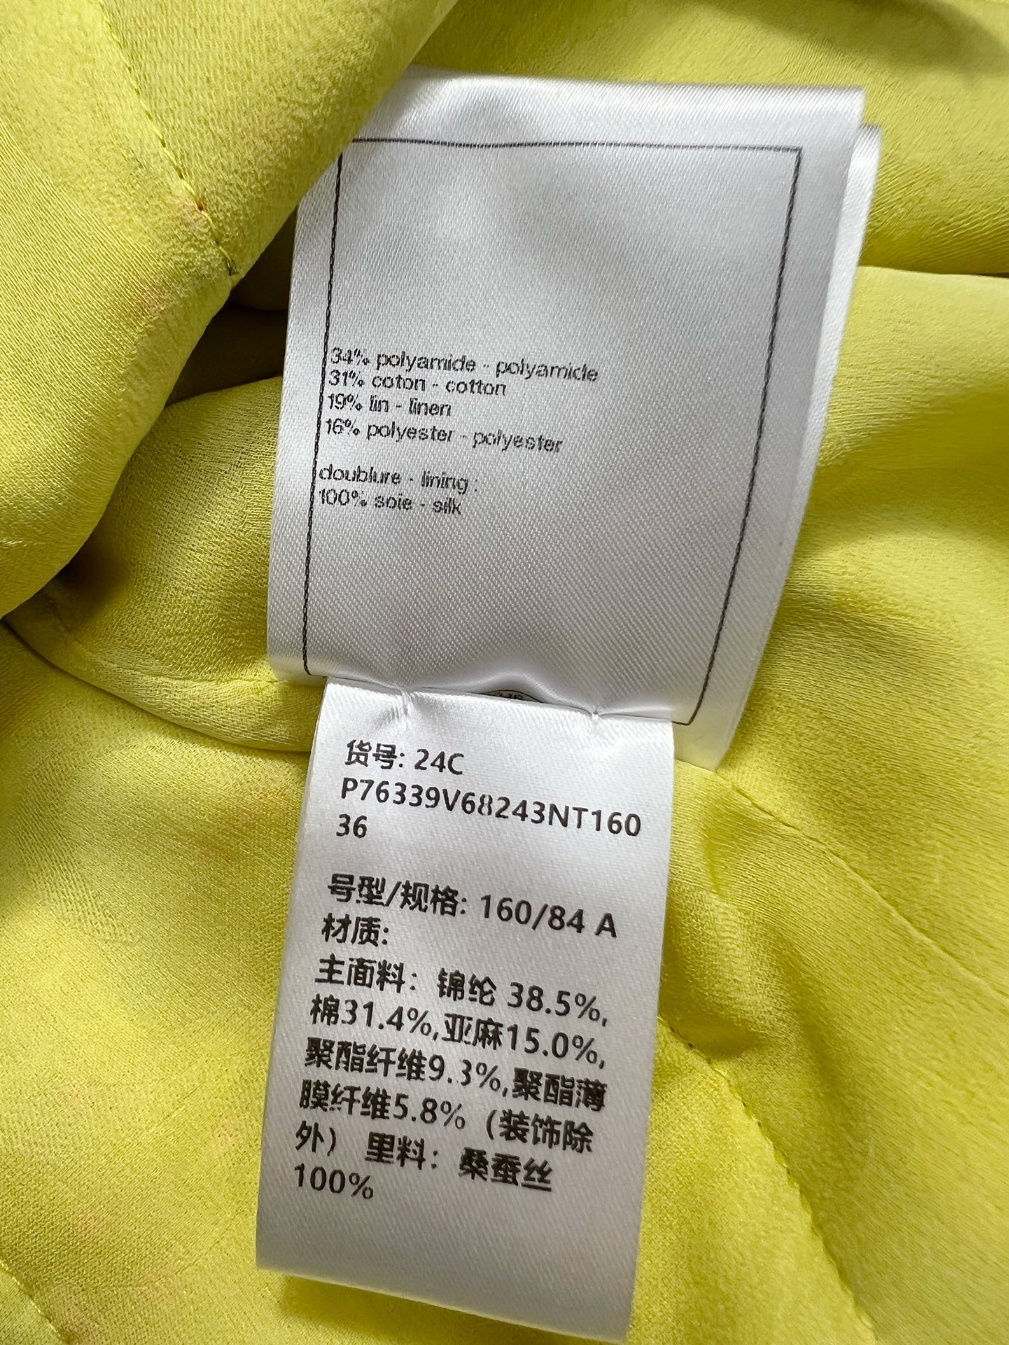 34% polyamide - polyamide
31% coton - cotton
19% lin - linen
16% polyester - polyester
doublure - lining :
100% soie - silk
货号: 24C
P76339V68243NT160
36
号型/规格: 160/84 A
材质:
主面料: 锦纶 38.5%,
棉31.4%,亚麻15.0%,
聚酯纤维9.3%,聚酯薄
膜纤维5.8%（装饰除
外） 里料: 桑蚕丝
100%